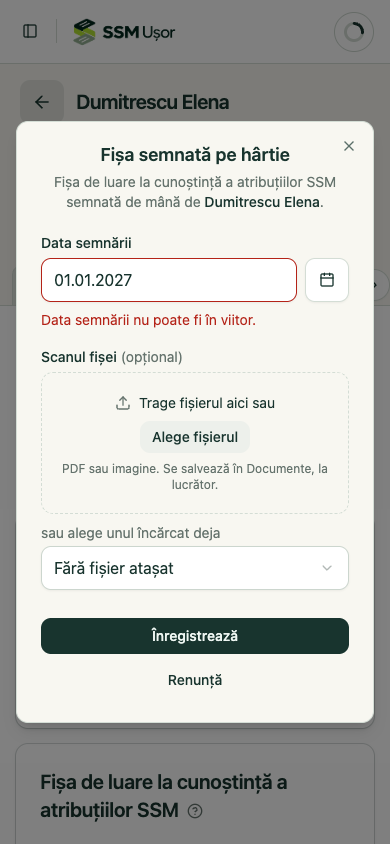 SSM Ușor
Dumitrescu Elena
Fișa semnată pe hârtie
Fișa de luare la cunoștință a atribuțiilor SSM
semnată de mână de Dumitrescu Elena.
Data semnării
01.01.2027
Data semnării nu poate fi în viitor.
Scanul fișei (opțional)
Trage fișierul aici sau
Alege fișierul
PDF sau imagine. Se salvează în Documente, la
lucrător.
sau alege unul încărcat deja
Fără fișier atașat
Înregistrează
Renunță
Fișa de luare la cunoștință a
atribuțiilor SSM